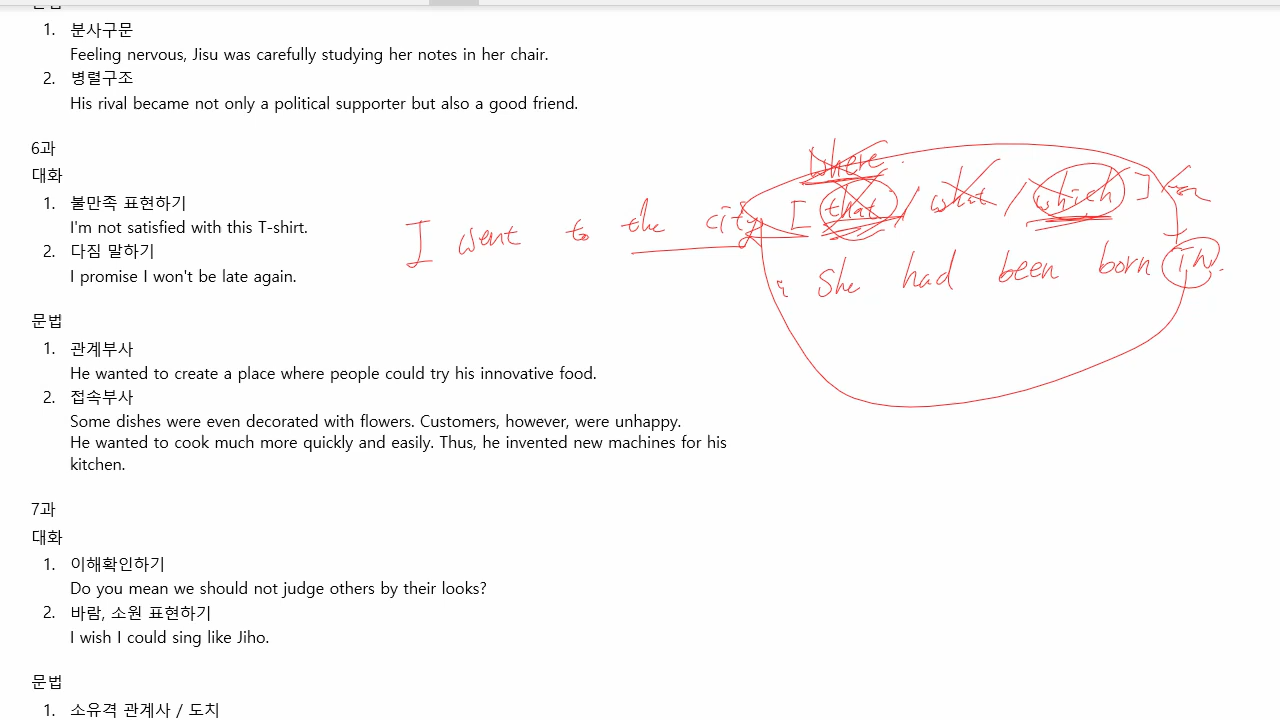 1. 분사구문
Feeling nervous, Jisu was carefully studying her notes in her chair.
2. 병렬구조
His rival became not only a political supporter but also a good friend.
6과
대화
1. 불만족 표현하기
I'm not satisfied with this T-shirt.
2. 다짐 말하기
I promise I won't be late again.
where
I went to the city [ that / what / which ]
She had been born in.
문법
1. 관계부사
He wanted to create a place where people could try his innovative food.
2. 접속부사
Some dishes were even decorated with flowers. Customers, however, were unhappy.
He wanted to cook much more quickly and easily. Thus, he invented new machines for his
kitchen.
7과
대화
1. 이해확인하기
Do you mean we should not judge others by their looks?
2. 바람, 소원 표현하기
I wish I could sing like Jiho.
문법
1. 소유격 관계사 / 도치